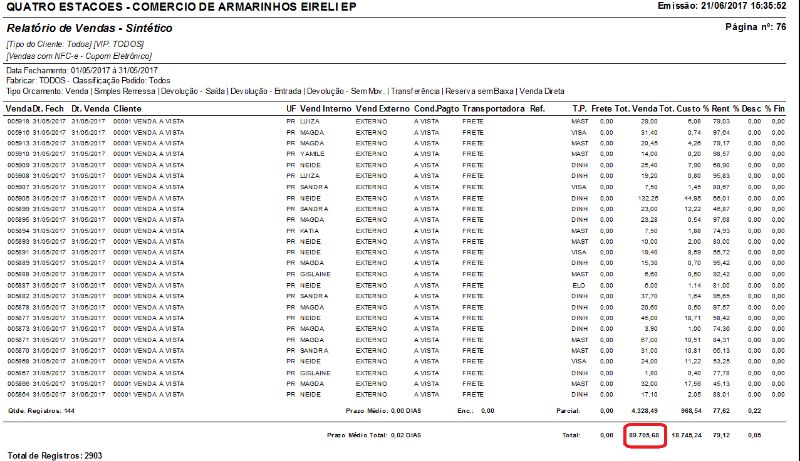 QUATRO ESTACOES - COMERCIO DE ARMARINHOS EIRELI EP Emissão: 21/06/2017 15:35:52
Relatório de Vendas - Sintético Página nº: 76
[Tipo do Cliente: Todos] [VIP: TODOS]
[Vendas com NFC-e - Cupom Eletrônico]
Data Fechamento: 01/05/2017 à 31/05/2017
Fabricar: TODOS - Classificação Pedido: Todos
Tipo Orcamento: Venda | Simples Remessa | Devolução - Saída | Devolução - Entrada | Devolução - Sem Mov. | Transferência | Reserva sem Baixa | Venda Direta
Venda Dt. Fech Dt. Venda Cliente UF Vend Interno Vend Externo Cond.Pagto Transportadora Ref. T.P. Frete Tot. Venda Tot. Custo % Rent % Desc % Fin
005918 31/05/2017 31/05/2017 00001 VENDA A VISTA PR LUIZA EXTERNO A VISTA FRETE MAST 0,00 29,00 6,08 79,03 0,00 0,00
005916 31/05/2017 31/05/2017 00001 VENDA A VISTA PR MAGDA EXTERNO A VISTA FRETE VISA 0,00 31,40 0,74 97,64 0,00 0,00
005913 31/05/2017 31/05/2017 00001 VENDA A VISTA PR MAGDA EXTERNO A VISTA FRETE MAST 0,00 20,45 4,26 79,17 0,00 0,00
005910 31/05/2017 31/05/2017 00001 VENDA A VISTA PR YAMILE EXTERNO A VISTA FRETE MAST 0,00 14,00 0,20 98,57 0,00 0,00
005909 31/05/2017 31/05/2017 00001 VENDA A VISTA PR NEIDE EXTERNO A VISTA FRETE DINH 0,00 25,40 7,90 68,90 0,00 0,00
005908 31/05/2017 31/05/2017 00001 VENDA A VISTA PR LUIZA EXTERNO A VISTA FRETE DINH 0,00 19,20 0,80 95,83 0,00 0,00
005907 31/05/2017 31/05/2017 00001 VENDA A VISTA PR SANDRA EXTERNO A VISTA FRETE VISA 0,00 7,50 1,45 80,67 0,00 0,00
005905 31/05/2017 31/05/2017 00001 VENDA A VISTA PR NEIDE EXTERNO A VISTA FRETE DINH 0,00 132,25 44,95 66,01 0,00 0,00
005899 31/05/2017 31/05/2017 00001 VENDA A VISTA PR SANDRA EXTERNO A VISTA FRETE DINH 0,00 23,00 12,22 46,87 0,00 0,00
005895 31/05/2017 31/05/2017 00001 VENDA A VISTA PR MAGDA EXTERNO A VISTA FRETE DINH 0,00 23,28 0,54 97,68 0,00 0,00
005894 31/05/2017 31/05/2017 00001 VENDA A VISTA PR KATIA EXTERNO A VISTA FRETE MAST 0,00 7,50 1,88 74,93 0,00 0,00
005893 31/05/2017 31/05/2017 00001 VENDA A VISTA PR NEIDE EXTERNO A VISTA FRETE MAST 0,00 10,00 2,00 80,00 0,00 0,00
005891 31/05/2017 31/05/2017 00001 VENDA A VISTA PR NEIDE EXTERNO A VISTA FRETE VISA 0,00 19,40 0,00 0,00
005889 31/05/2017 31/05/2017 00001 VENDA A VISTA PR MAGDA EXTERNO A VISTA FRETE DINH 0,00 15,30 0,70 95,42 0,00 0,00
005888 31/05/2017 31/05/2017 00001 VENDA A VISTA PR GISLAINE EXTERNO A VISTA FRETE MAST 0,00 6,60 0,50 92,42 0,00 0,00
005887 31/05/2017 31/05/2017 00001 VENDA A VISTA PR NEIDE EXTERNO A VISTA FRETE ELO 0,00 6,00 1,14 81,00 0,00 0,00
005882 31/05/2017 31/05/2017 00001 VENDA A VISTA PR SANDRA EXTERNO A VISTA FRETE DINH 0,00 37,70 1,64 95,65 0,00 0,00
005878 31/05/2017 31/05/2017 00001 VENDA A VISTA PR MAGDA EXTERNO A VISTA FRETE DINH 0,00 20,60 0,00 0,00
005877 31/05/2017 31/05/2017 00001 VENDA A VISTA PR NEIDE EXTERNO A VISTA FRETE DINH 0,00 45,00 18,71 58,42 0,00 0,00
005873 31/05/2017 31/05/2017 00001 VENDA A VISTA PR MAGDA EXTERNO A VISTA FRETE DINH 0,00 3,90 1,00 74,36 0,00 0,00
005871 31/05/2017 31/05/2017 00001 VENDA A VISTA PR MAGDA EXTERNO A VISTA FRETE MAST 0,00 67,00 10,51 84,31 0,00 0,00
005870 31/05/2017 31/05/2017 00001 VENDA A VISTA PR SANDRA EXTERNO A VISTA FRETE MAST 0,00 31,00 10,81 65,13 0,00 0,00
005868 31/05/2017 31/05/2017 00001 VENDA A VISTA PR NEIDE EXTERNO A VISTA FRETE VISA 0,00 24,00 11,22 53,25 0,00 0,00
005867 31/05/2017 31/05/2017 00001 VENDA A VISTA PR GISLAINE EXTERNO A VISTA FRETE DINH 0,00 1,80 0,40 77,78 0,00 0,00
005866 31/05/2017 31/05/2017 00001 VENDA A VISTA PR MAGDA EXTERNO A VISTA FRETE MAST 0,00 32,00 17,56 45,13 0,00 0,00
005864 31/05/2017 31/05/2017 00001 VENDA A VISTA PR NEIDE EXTERNO A VISTA FRETE DINH 0,00 17,10 2,05 88,01 0,00 0,00
Qtde. Registros: 144 Prazo Médio: 0,00 DIAS Enc.: 0,00 Parcial: 0,00 4.328,49 968,54 77,62 0,22
Prazo Médio Total: 0,02 DIAS Total: 0,00 89.705,68 18.745,24 79,12 0,05
Total de Registros: 2903